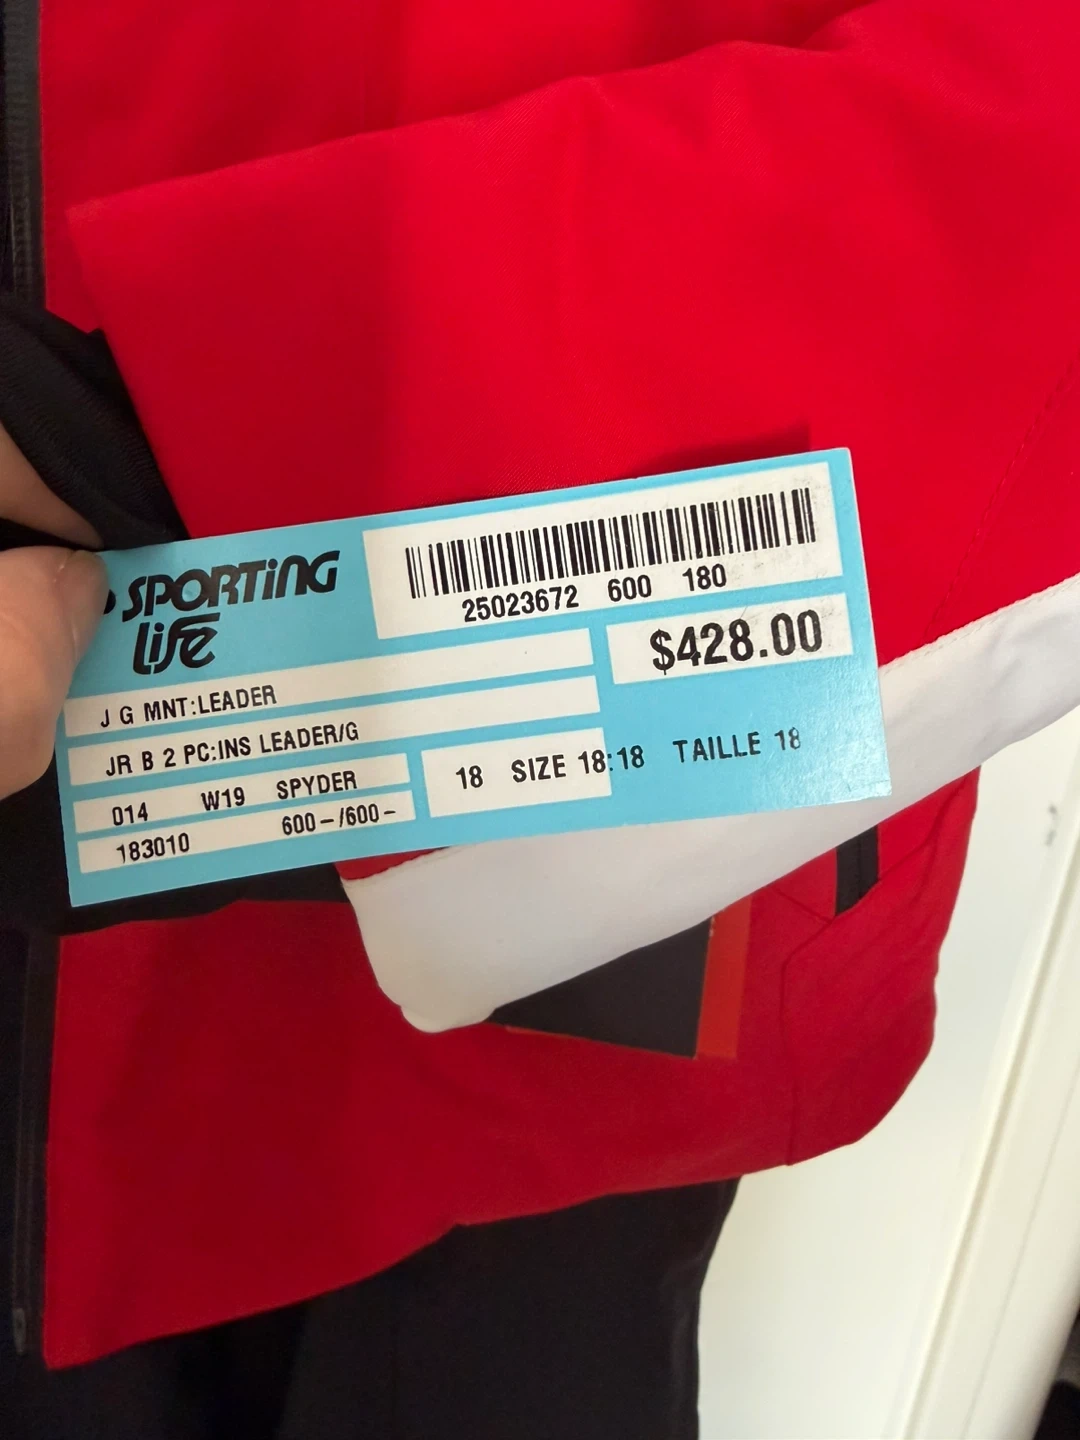 SPORTiNG
life
25023672 600 180
$428.00
J G MNT:LEADER
JR B 2 PC:INS LEADER/G
014 W19 SPYDER
183010 600-/600-
18 SIZE 18:18 TAILLE 18